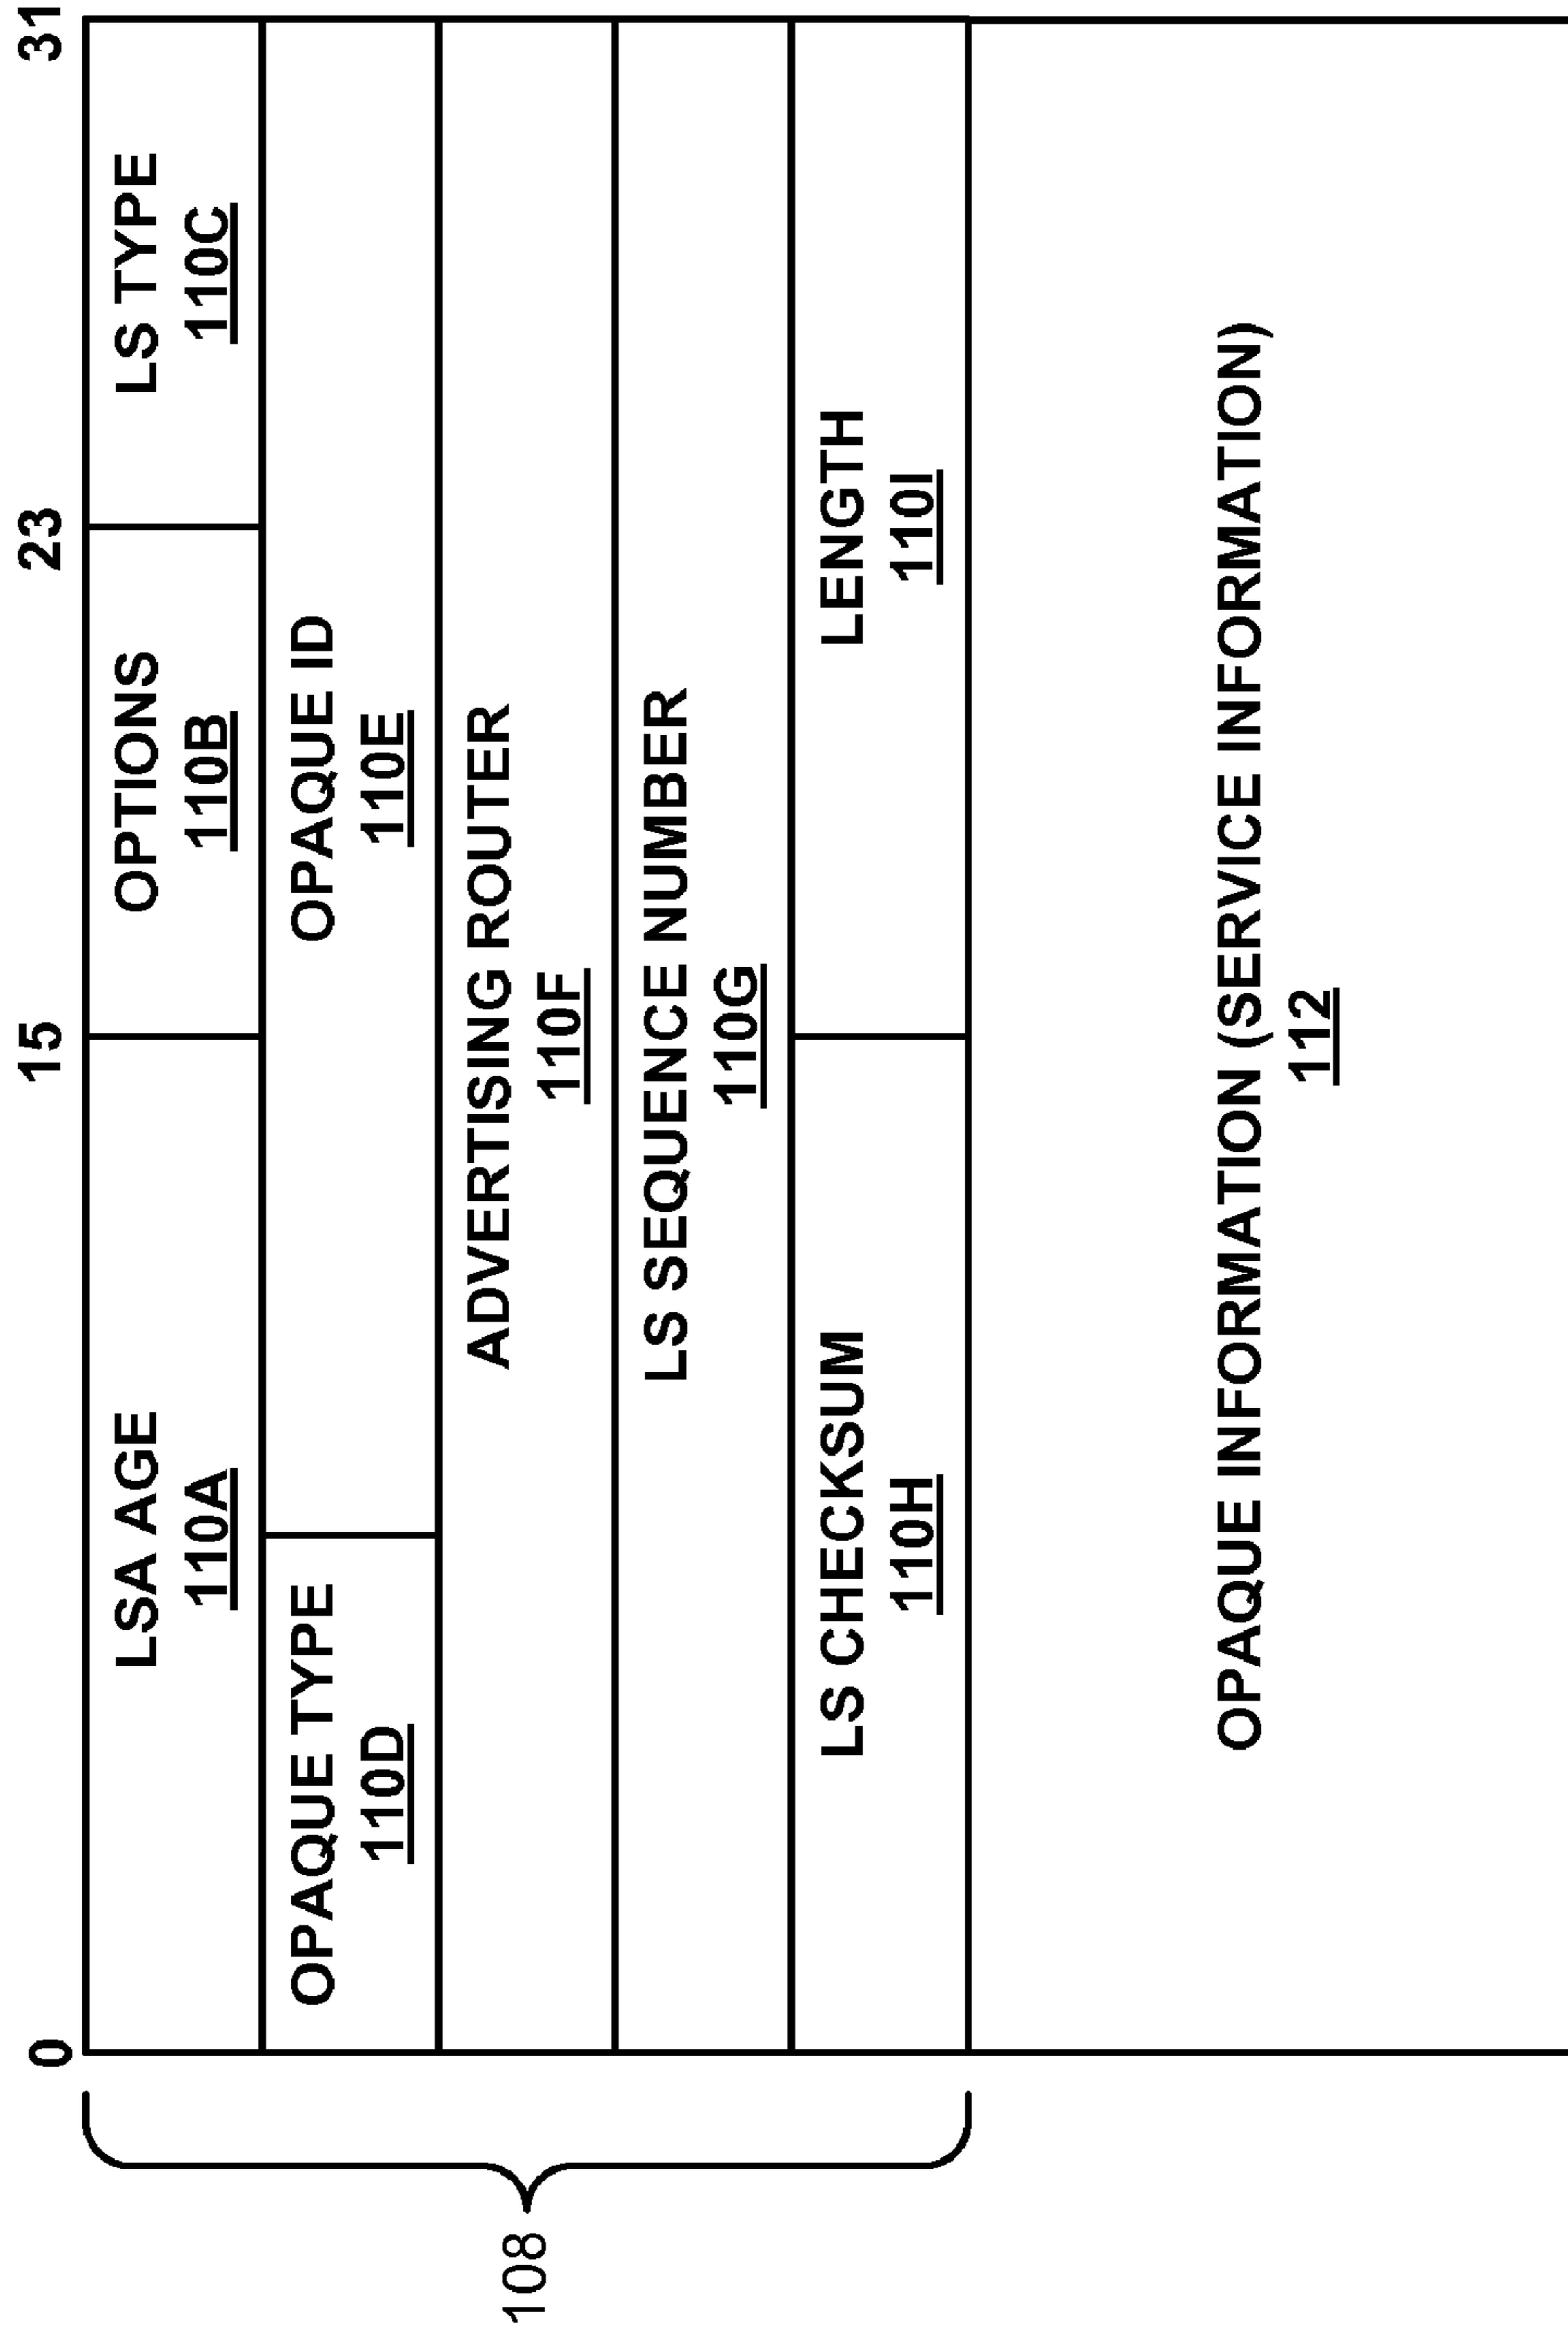 0 15 23 31
LSA AGE OPTIONS LS TYPE
110A 110B 110C
OPAQUE TYPE OPAQUE ID
110D 110E
ADVERTISING ROUTER
110F
LS SEQUENCE NUMBER
110G
108
LS CHECKSUM LENGTH
110H 110I
OPAQUE INFORMATION (SERVICE INFORMATION)
112